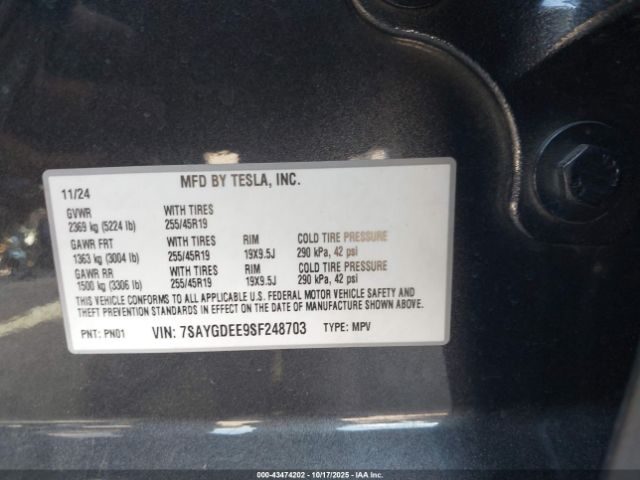 11/24 MFD BY TESLA, INC.
GVWR WITH TIRES
2369 kg (5224 lb) 255/45R19
GAWR FRT WITH TIRES RIM COLD TIRE PRESSURE
1363 kg (3004 lb) 255/45R19 19X9.5J 290 kPa, 42 psi
GAWR RR WITH TIRES RIM COLD TIRE PRESSURE
1500 kg (3306 lb) 255/45R19 19X9.5J 290 kPa, 42 psi
THIS VEHICLE CONFORMS TO ALL APPLICABLE U.S. FEDERAL MOTOR VEHICLE SAFETY AND
THEFT PREVENTION STANDARDS IN EFFECT ON THE DATE OF MANUFACTURE SHOWN ABOVE.
PNT: PN01 VIN: 7SAYGDEE9SF248703 TYPE: MPV
00-43474202 - 10/17/2025 - IAAC